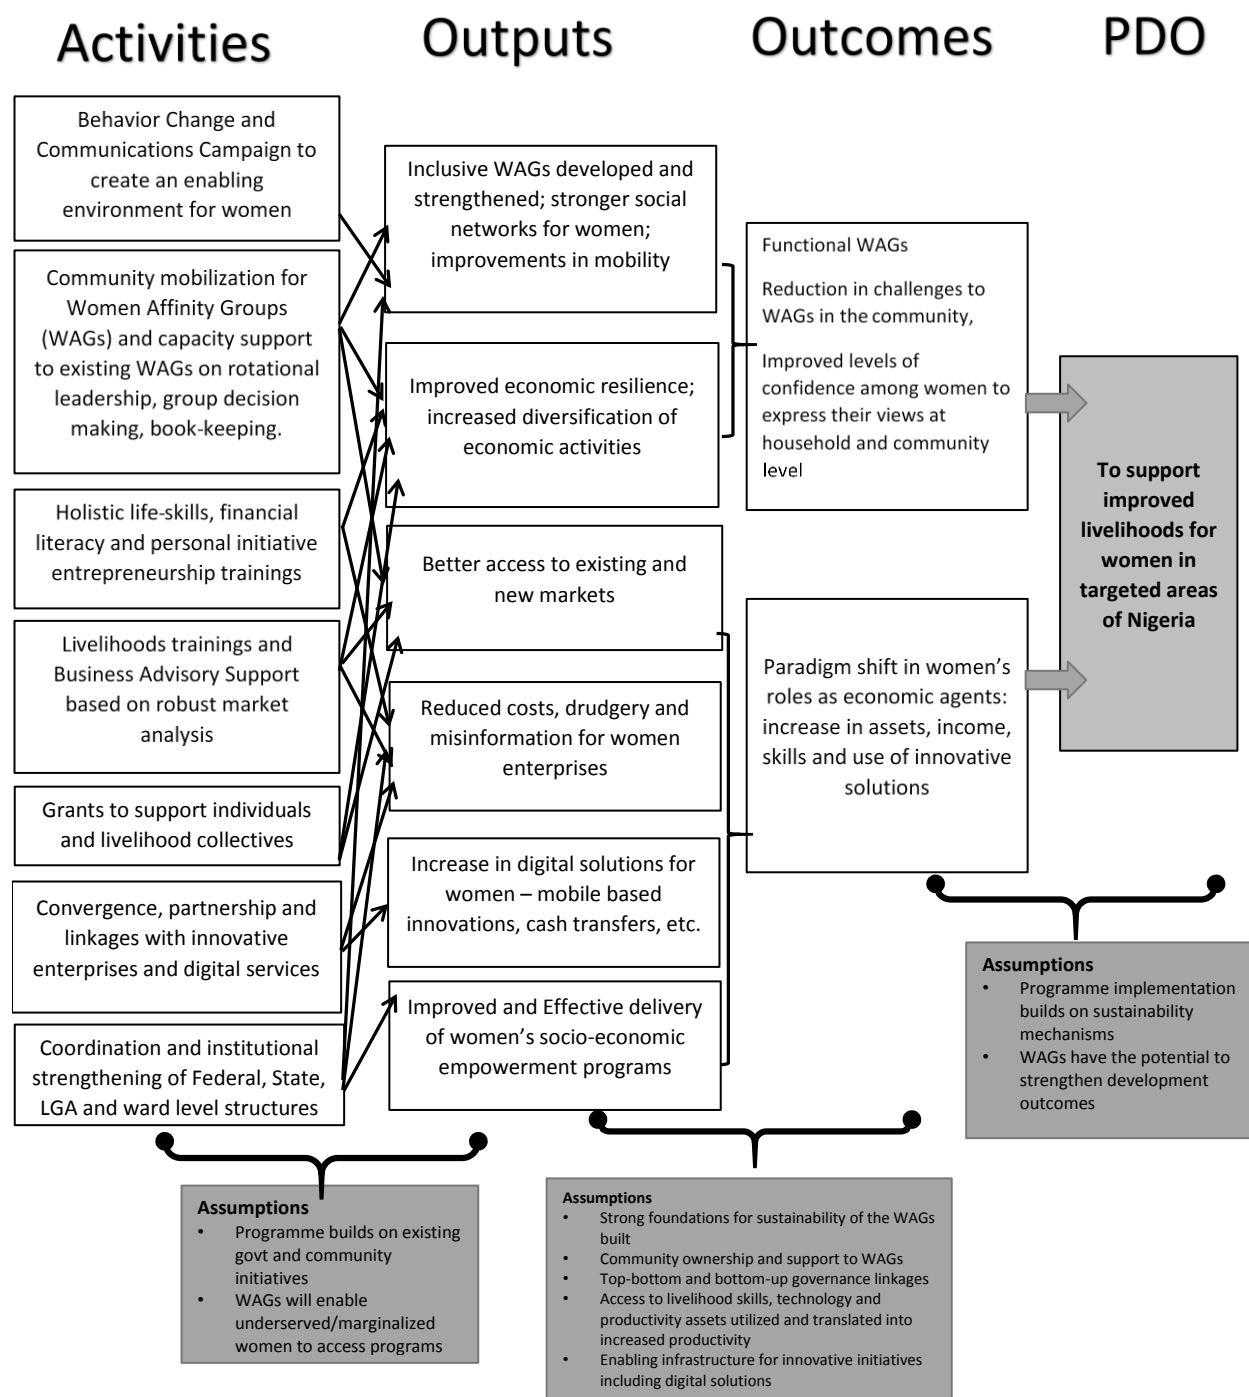 Activities
Outputs
Outcomes
PDO
Behavior Change and
Communications Campaign to
create an enabling
environment for women
Community mobilization for
Women Affinity Groups
(WAGs) and capacity support
to existing WAGs on rotational
leadership, group decision
making, book-keeping.
Holistic life-skills, financial
literacy and personal initiative
entrepreneurship trainings
Livelihoods trainings and
Business Advisory Support
based on robust market
analysis
Grants to support individuals
and livelihood collectives
Convergence, partnership and
linkages with innovative
enterprises and digital services
Coordination and institutional
strengthening of Federal, State,
LGA and ward level structures
Inclusive WAGs developed and
strengthened; stronger social
networks for women;
improvements in mobility
Improved economic resilience;
increased diversification of
economic activities
Better access to existing and
new markets
Reduced costs, drudgery and
misinformation for women
enterprises
Increase in digital solutions for
women – mobile based
innovations, cash transfers, etc.
Improved and Effective delivery
of women’s socio-economic
empowerment programs
Functional WAGs
Reduction in challenges to
WAGs in the community,
Improved levels of
confidence among women to
express their views at
household and community
level
Paradigm shift in women’s
roles as economic agents:
increase in assets, income,
skills and use of innovative
solutions
To support
improved
livelihoods for
women in
targeted areas
of Nigeria
Assumptions
• Programme builds on existing
govt and community
initiatives
• WAGs will enable
underserved/marginalized
women to access programs
Assumptions
• Strong foundations for sustainability of the WAGs
built
• Community ownership and support to WAGs
• Top-bottom and bottom-up governance linkages
• Access to livelihood skills, technology and
productivity assets utilized and translated into
increased productivity
• Enabling infrastructure for innovative initiatives
including digital solutions
Assumptions
• Programme implementation
builds on sustainability
mechanisms
• WAGs have the potential to
strengthen development
outcomes